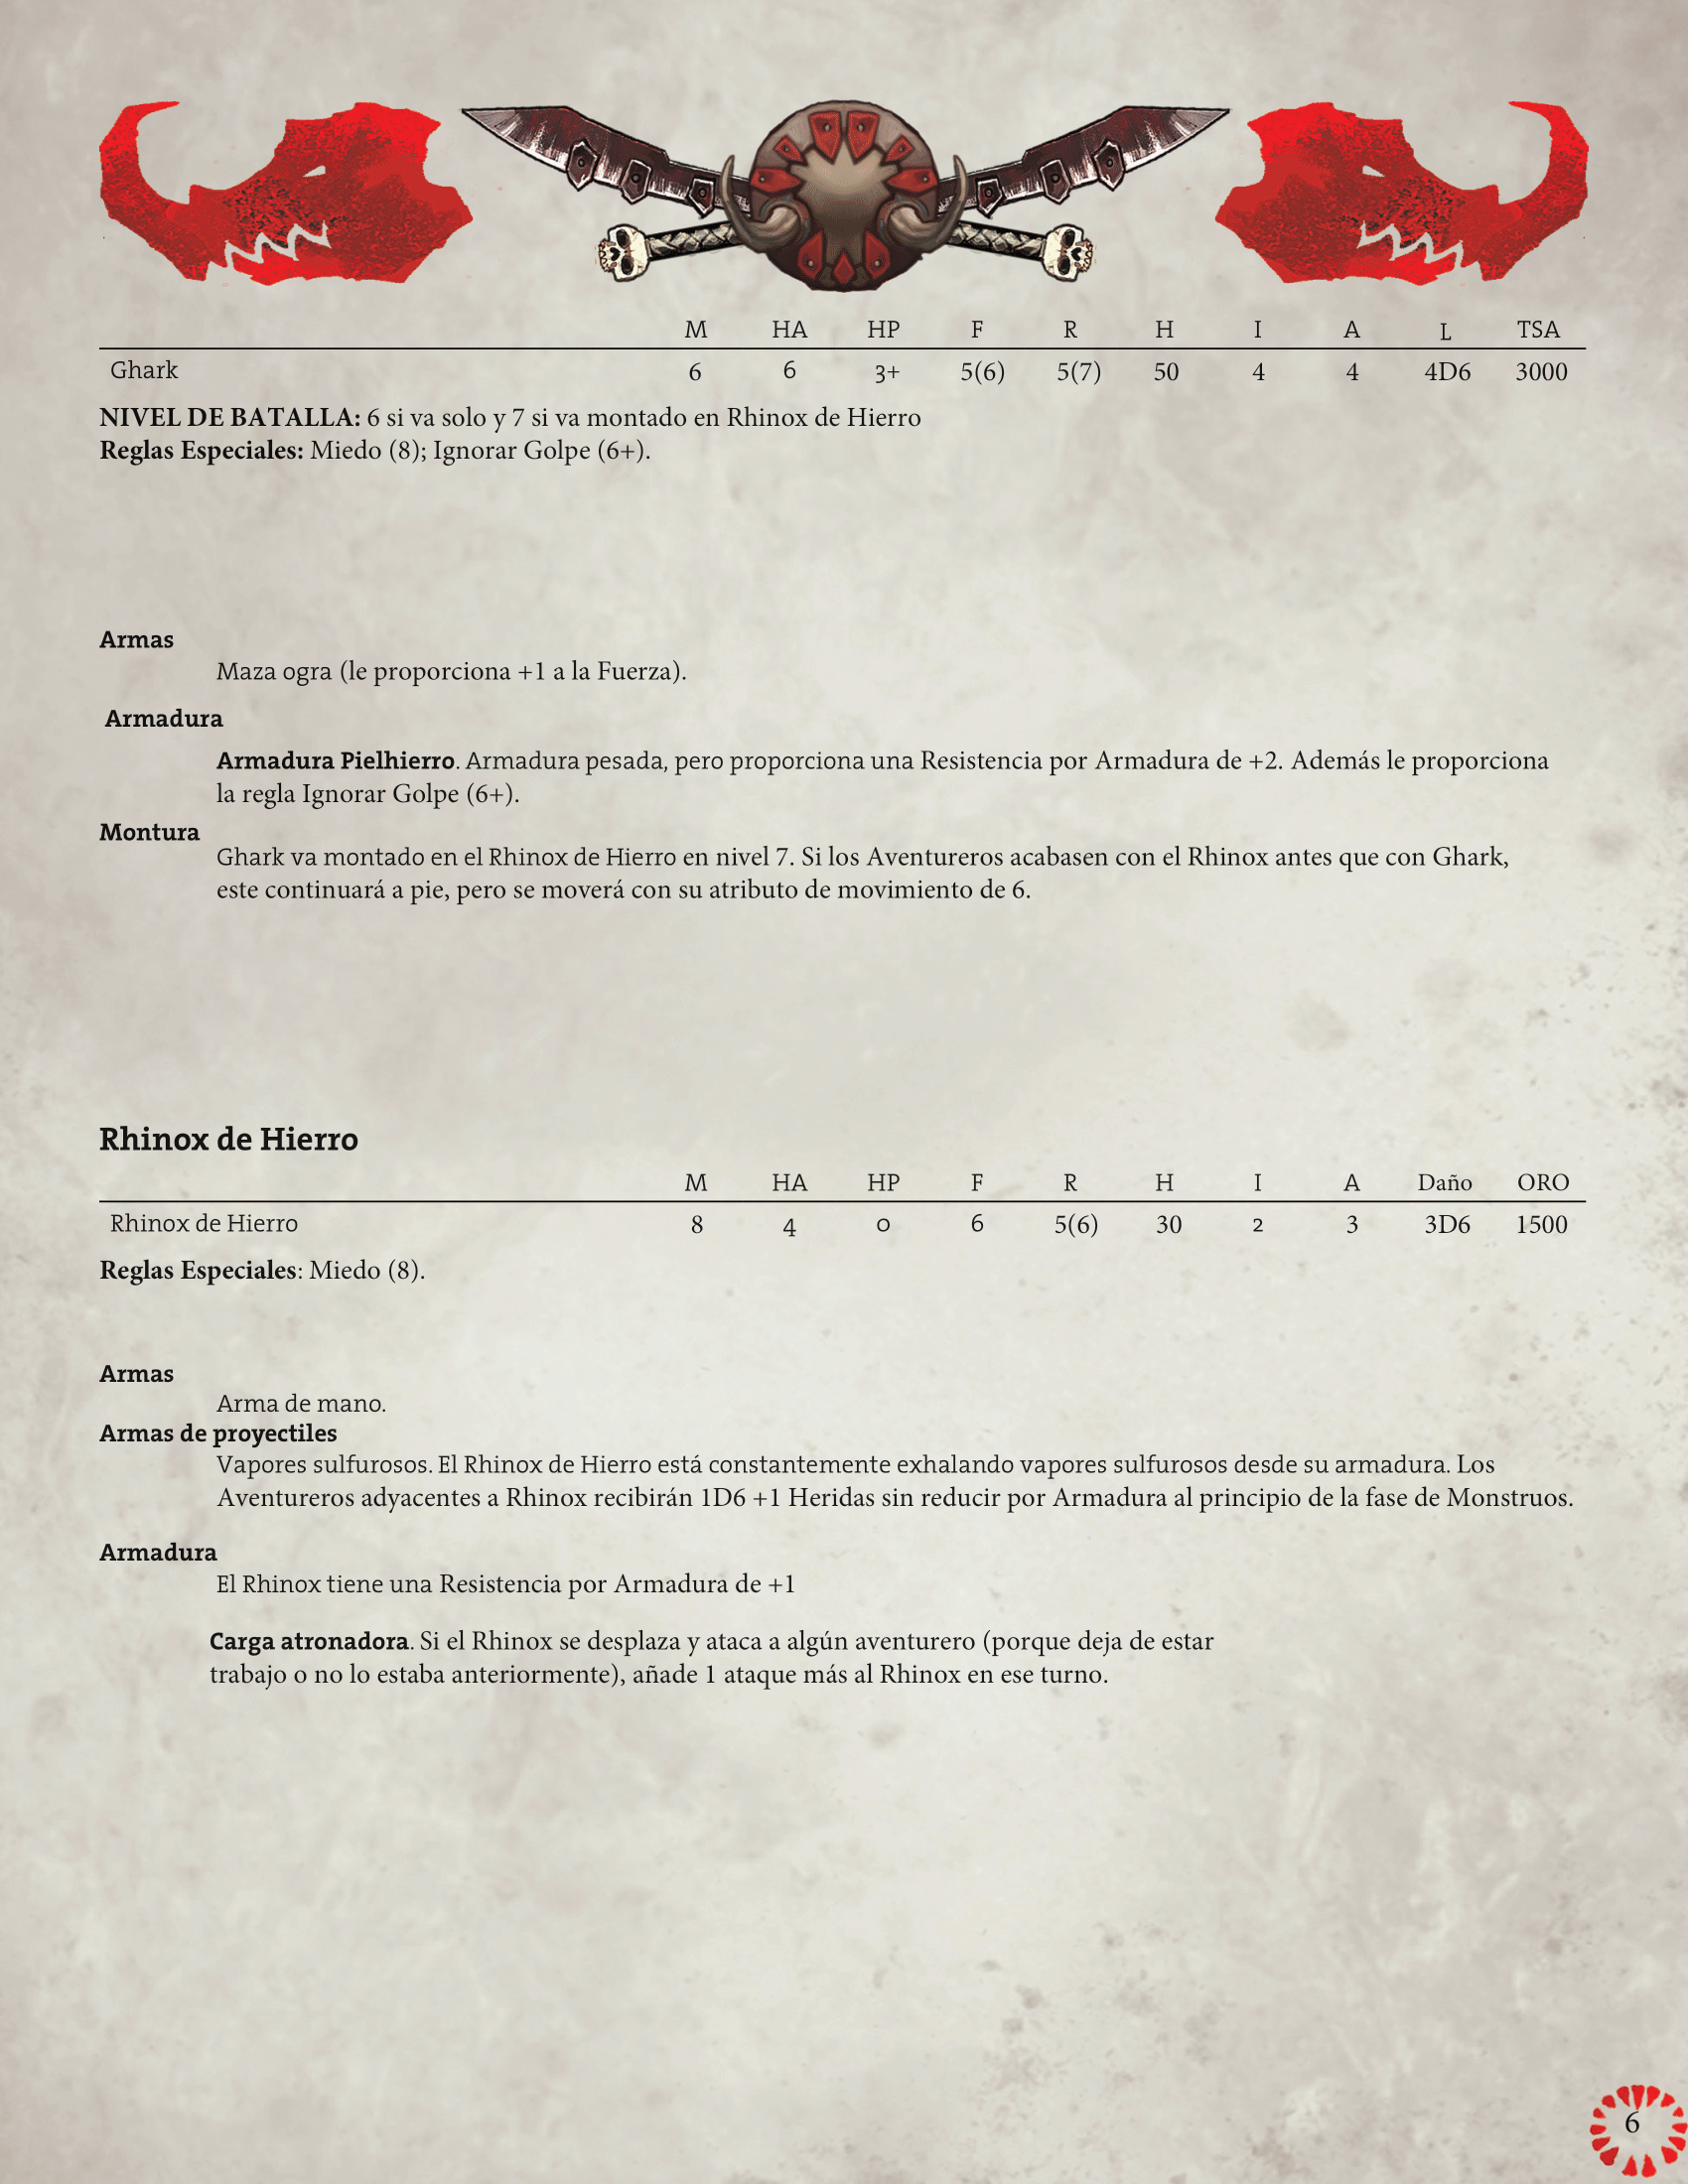 M HA HP F R H I A L TSA
Ghark 6 6 3+ 5(6) 5(7) 50 4 4 4D6 3000
NIVEL DE BATALLA: 6 si va solo y 7 si va montado en Rhinox de Hierro
Reglas Especiales: Miedo (8); Ignorar Golpe (6+).
Armas
Maza ogra (le proporciona +1 a la Fuerza).
Armadura
Armadura Pielhierro. Armadura pesada, pero proporciona una Resistencia por Armadura de +2. Además le proporciona
la regla Ignorar Golpe (6+).
Montura
Ghark va montado en el Rhinox de Hierro en nivel 7. Si los Aventureros acabasen con el Rhinox antes que con Ghark,
este continuará a pie, pero se moverá con su atributo de movimiento de 6.
Rhinox de Hierro
M HA HP F R H I A Daño ORO
Rhinox de Hierro 8 4 0 6 5(6) 30 2 3 3D6 1500
Reglas Especiales: Miedo (8).
Armas
Arma de mano.
Armas de proyectiles
Vapores sulfurosos. El Rhinox de Hierro está constantemente exhalando vapores sulfurosos desde su armadura. Los
Aventureros adyacentes a Rhinox recibirán 1D6 +1 Heridas sin reducir por Armadura al principio de la fase de Monstruos.
Armadura
El Rhinox tiene una Resistencia por Armadura de +1
Carga atronadora. Si el Rhinox se desplaza y ataca a algún aventurero (porque deja de estar
trabajo o no lo estaba anteriormente), añade 1 ataque más al Rhinox en ese turno.
6